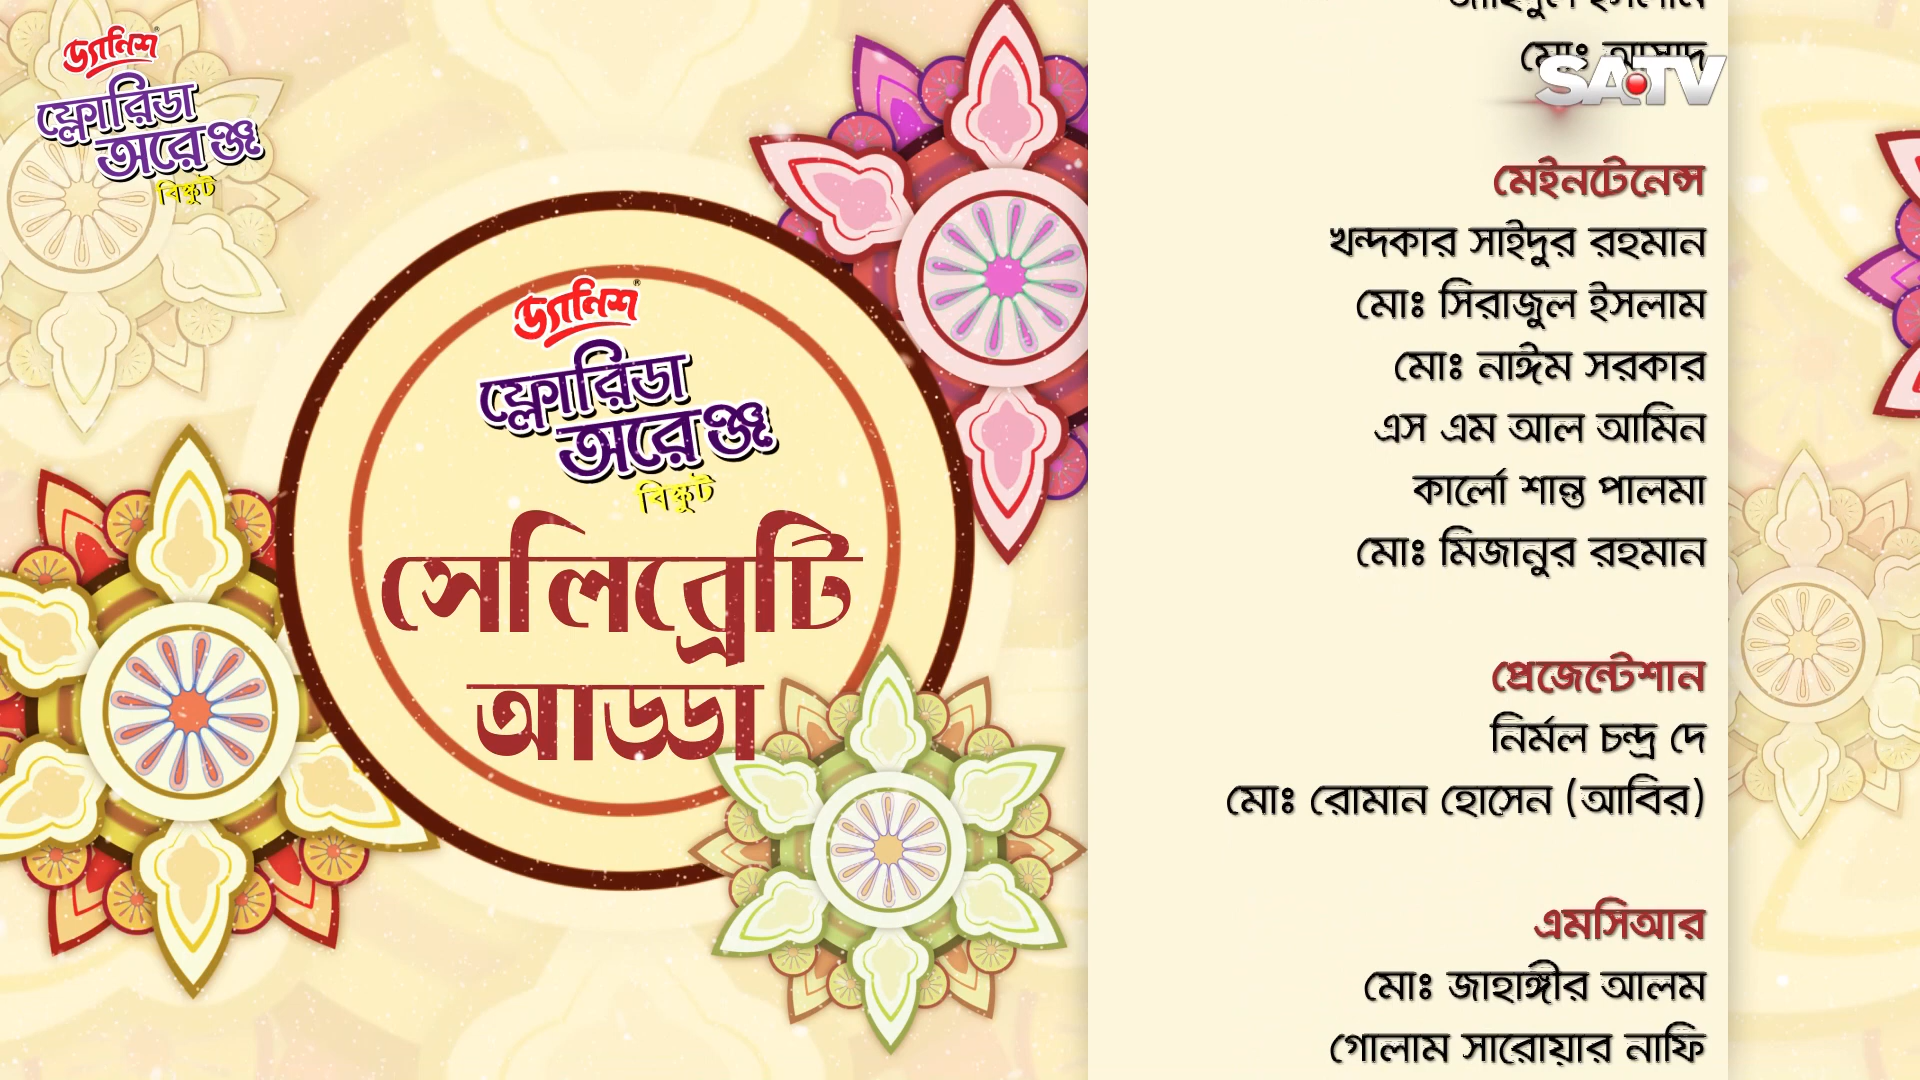 ড্যানিশ
ফ্লোরিডা
অরেঞ্জ
বিস্কুট
ড্যানিশ
ফ্লোরিডা
অরেঞ্জ
বিস্কুট
সেলিব্রেটি
আড্ডা
মোঃ আসাদ
SATV
মেইনটেনেন্স
খন্দকার সাইদুর রহমান
মোঃ সিরাজুল ইসলাম
মোঃ নাঈম সরকার
এস এম আল আমিন
কার্লো শান্ত পালমা
মোঃ মিজানুর রহমান
প্রেজেন্টেশান
নির্মল চন্দ্র দে
মোঃ রোমান হোসেন (আবির)
এমসিআর
মোঃ জাহাঙ্গীর আলম
গোলাম সারোয়ার নাফি